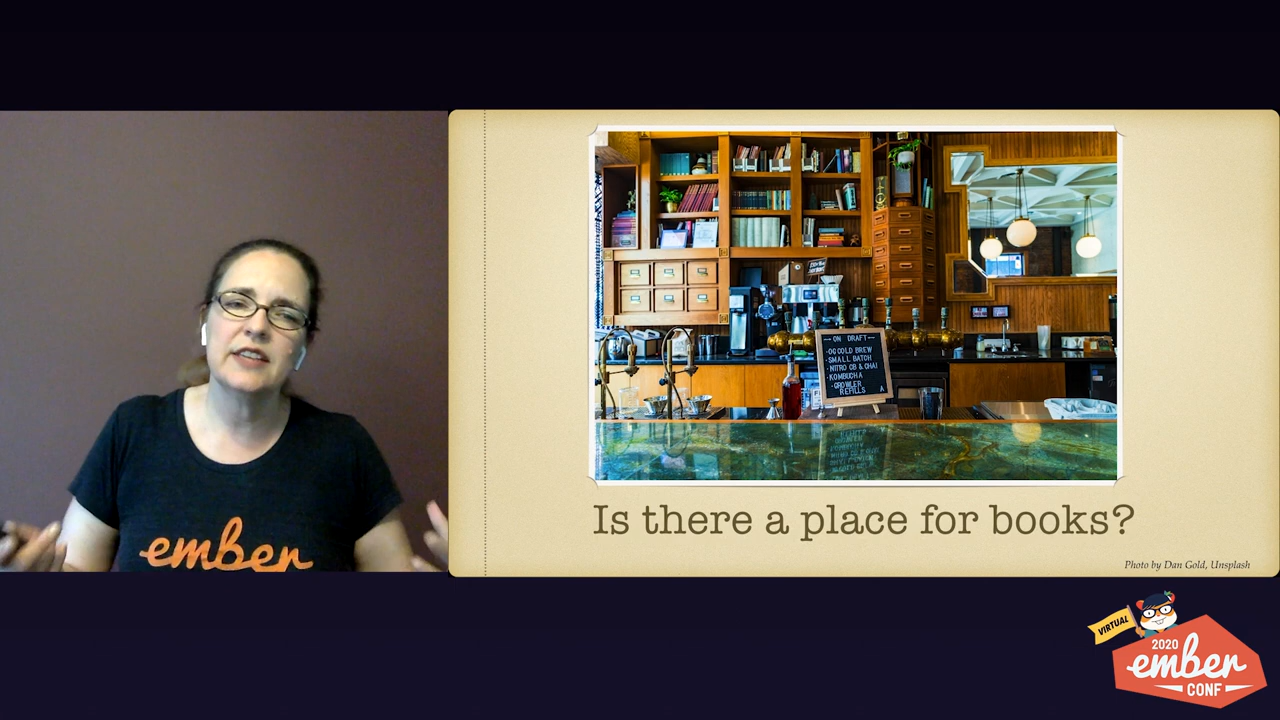 ember
ON DRAFT
·OG COLD BREW
·SMALL BATCH
·NITRO CB & CHAI
·KOMBUCHA
·GROWLER
REFILLS
Is there a place for books?
Photo by Dan Gold, Unsplash
VIRTUAL
2020
ember
CONF